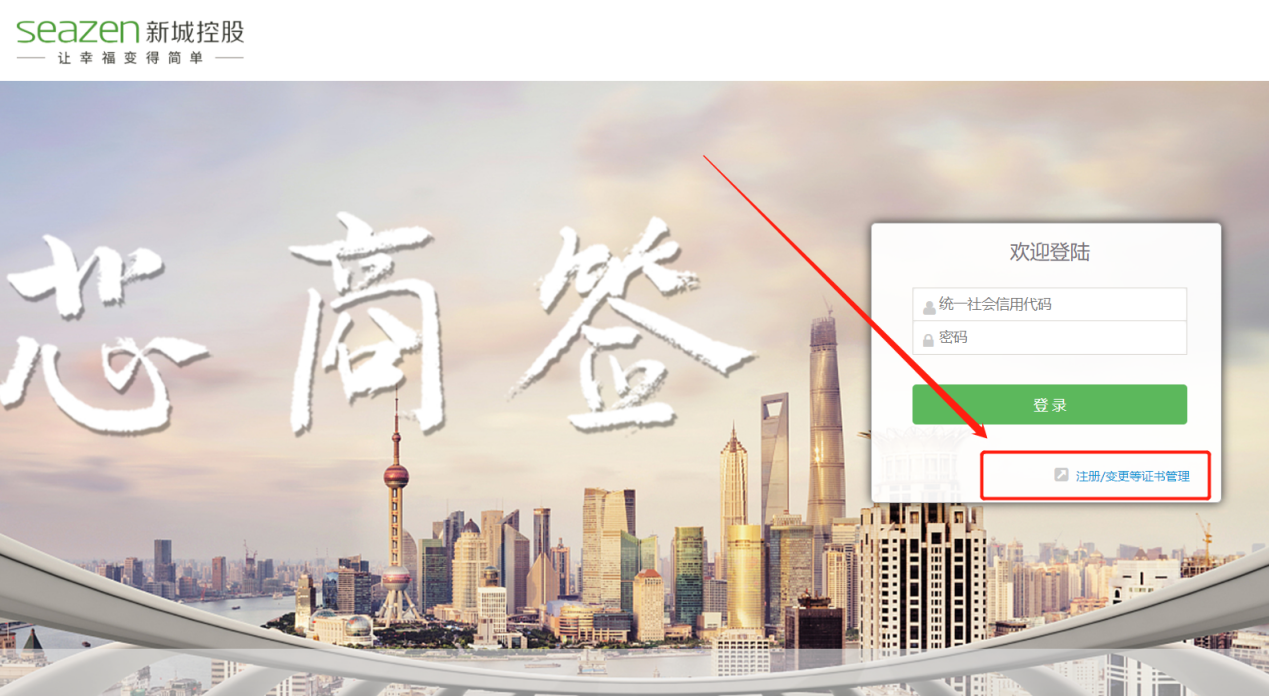 seazen 新城控股
让幸福变得简单
芯商签
欢迎登陆
统一社会信用代码
密码
登录
注册/变更等证书管理